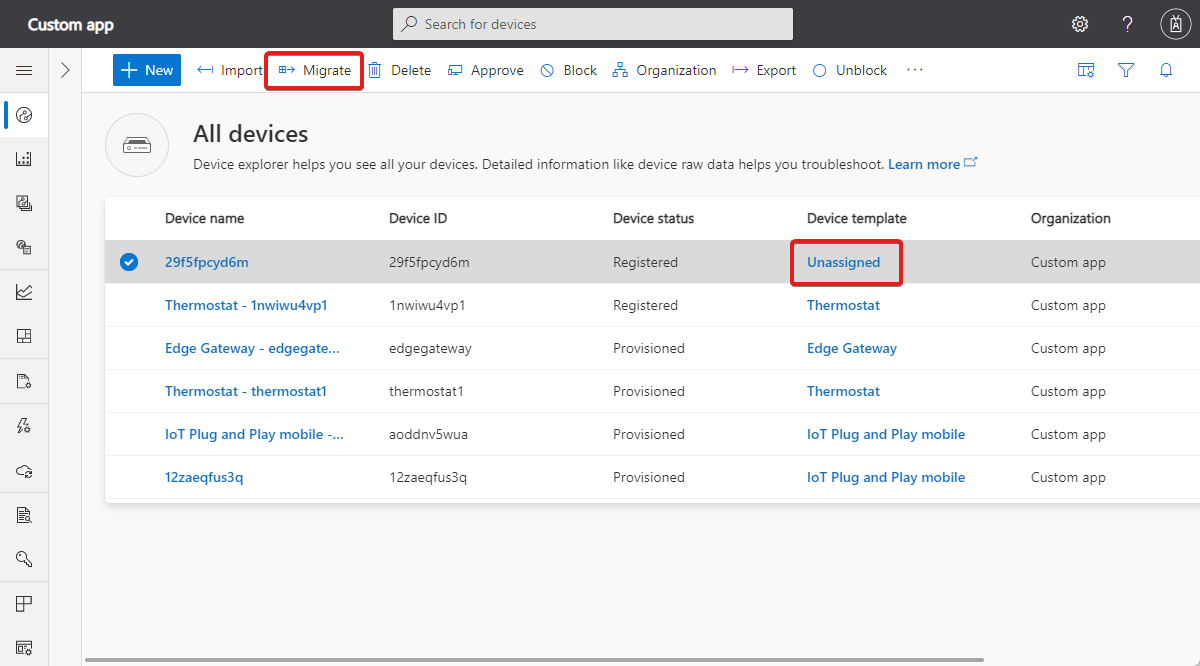 Custom app
Search for devices
New Import Migrate Delete Approve Block Organization Export Unblock
All devices
Device explorer helps you see all your devices. Detailed information like device raw data helps you troubleshoot. Learn more
Device name Device ID Device status Device template Organization
29f5fpcyd6m 29f5fpcyd6m Registered Unassigned Custom app
Thermostat - 1nwiwu4vp1 1nwiwu4vp1 Registered Thermostat Custom app
Edge Gateway - edgegate... edgegateway Provisioned Edge Gateway Custom app
Thermostat - thermostat1 thermostat1 Provisioned Thermostat Custom app
IoT Plug and Play mobile -... aoddnv5wua Provisioned IoT Plug and Play mobile Custom app
12zaeqfus3q 12zaeqfus3q Provisioned IoT Plug and Play mobile Custom app